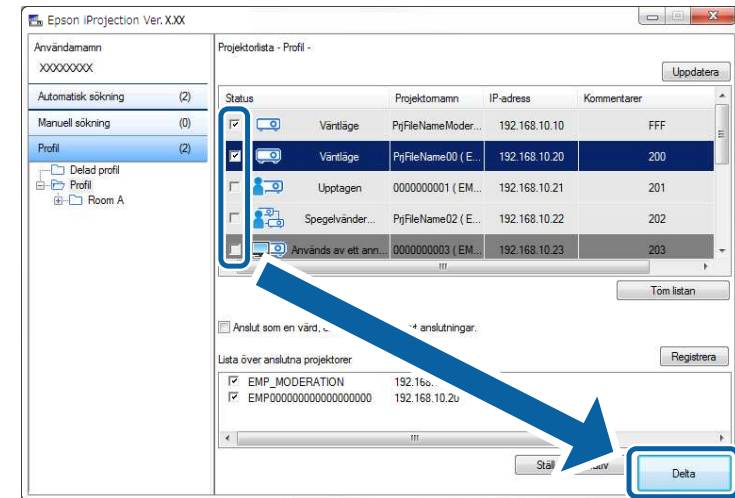 Epson iProjection Ver. X.XX
Användarnamn
XXXXXXXX
Automatisk sökning (2)
Manuell sökning (0)
Profil (2)
Delad profil
Profil
Room A
Projektorlista - Profil -
Uppdatera
Status Projektornamn IP-adress Kommentarer
Vänteläge PrjFileNameModer... 192.168.10.10 FFF
Vänteläge PrjFileName00 ( E... 192.168.10.20 200
Upptagen 0000000001 ( EM... 192.168.10.21 201
Spegelvänder... PrjFileName02 ( E... 192.168.10.22 202
Används av ett ann... 0000000003 ( EM... 192.168.10.23 203
Töm listan
Anslut som en värd, anslutningar.
Lista över anslutna projektorer
Registrera
EMP_MODERATION 192.168.
EMP000000000000000000 192.168.10.20
Ställ
Delta